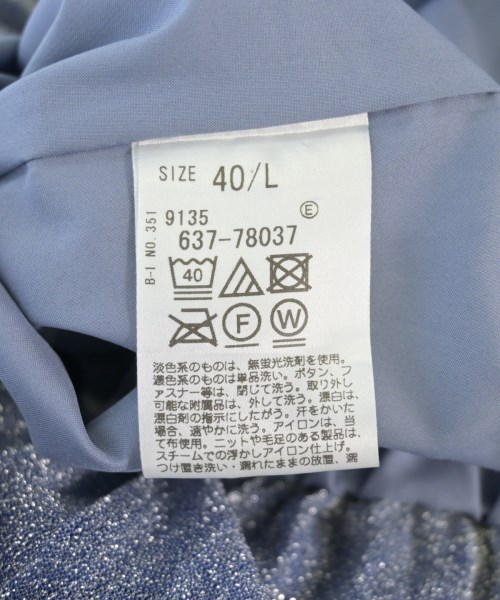 SIZE 40/L
B-I NO.351
9135 E
637-78037
40
F W
淡色系のものは、無蛍光洗剤を使用。
濃色系のものは単品洗い。ボタン、フ
ァスナー等は、閉じて洗う。取り外し
可能な附属品は、外して洗う。漂白は、
漂白剤の指示にしたがう。汗をかいた
場合、速やかに洗う。アイロンは、当
て布使用。ニットや毛足のある製品は、
スチームでの浮かしアイロン仕上げ。
つけ置き洗い・濡れたままの放置、濡